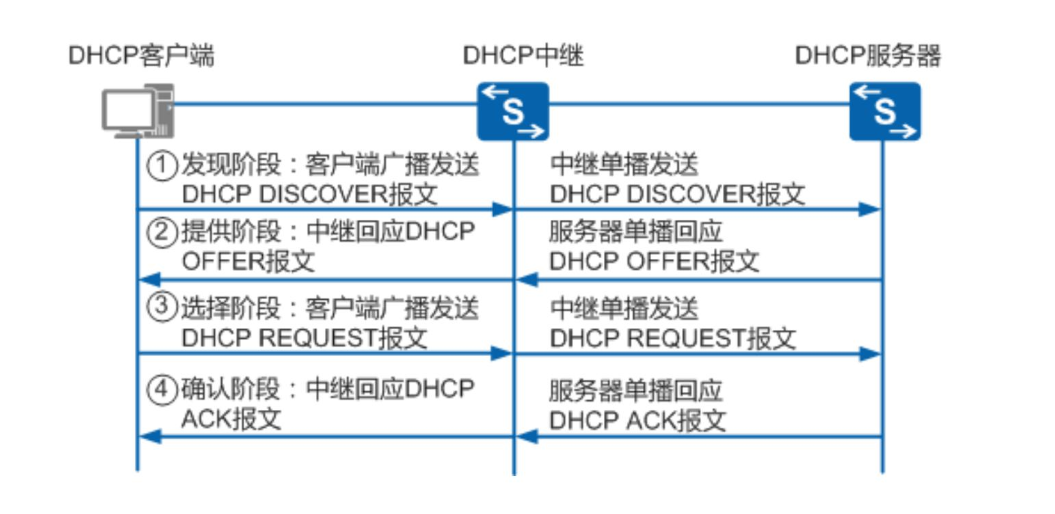 DHCP客户端
DHCP中继
DHCP服务器
S
S
①发现阶段：客户端广播发送
DHCP DISCOVER报文
中继单播发送
DHCP DISCOVER报文
②提供阶段：中继回应DHCP
OFFER报文
服务器单播回应
DHCP OFFER报文
③选择阶段：客户端广播发送
DHCP REQUEST报文
中继单播发送
DHCP REQUEST报文
④确认阶段：中继回应DHCP
ACK报文
服务器单播回应
DHCP ACK报文